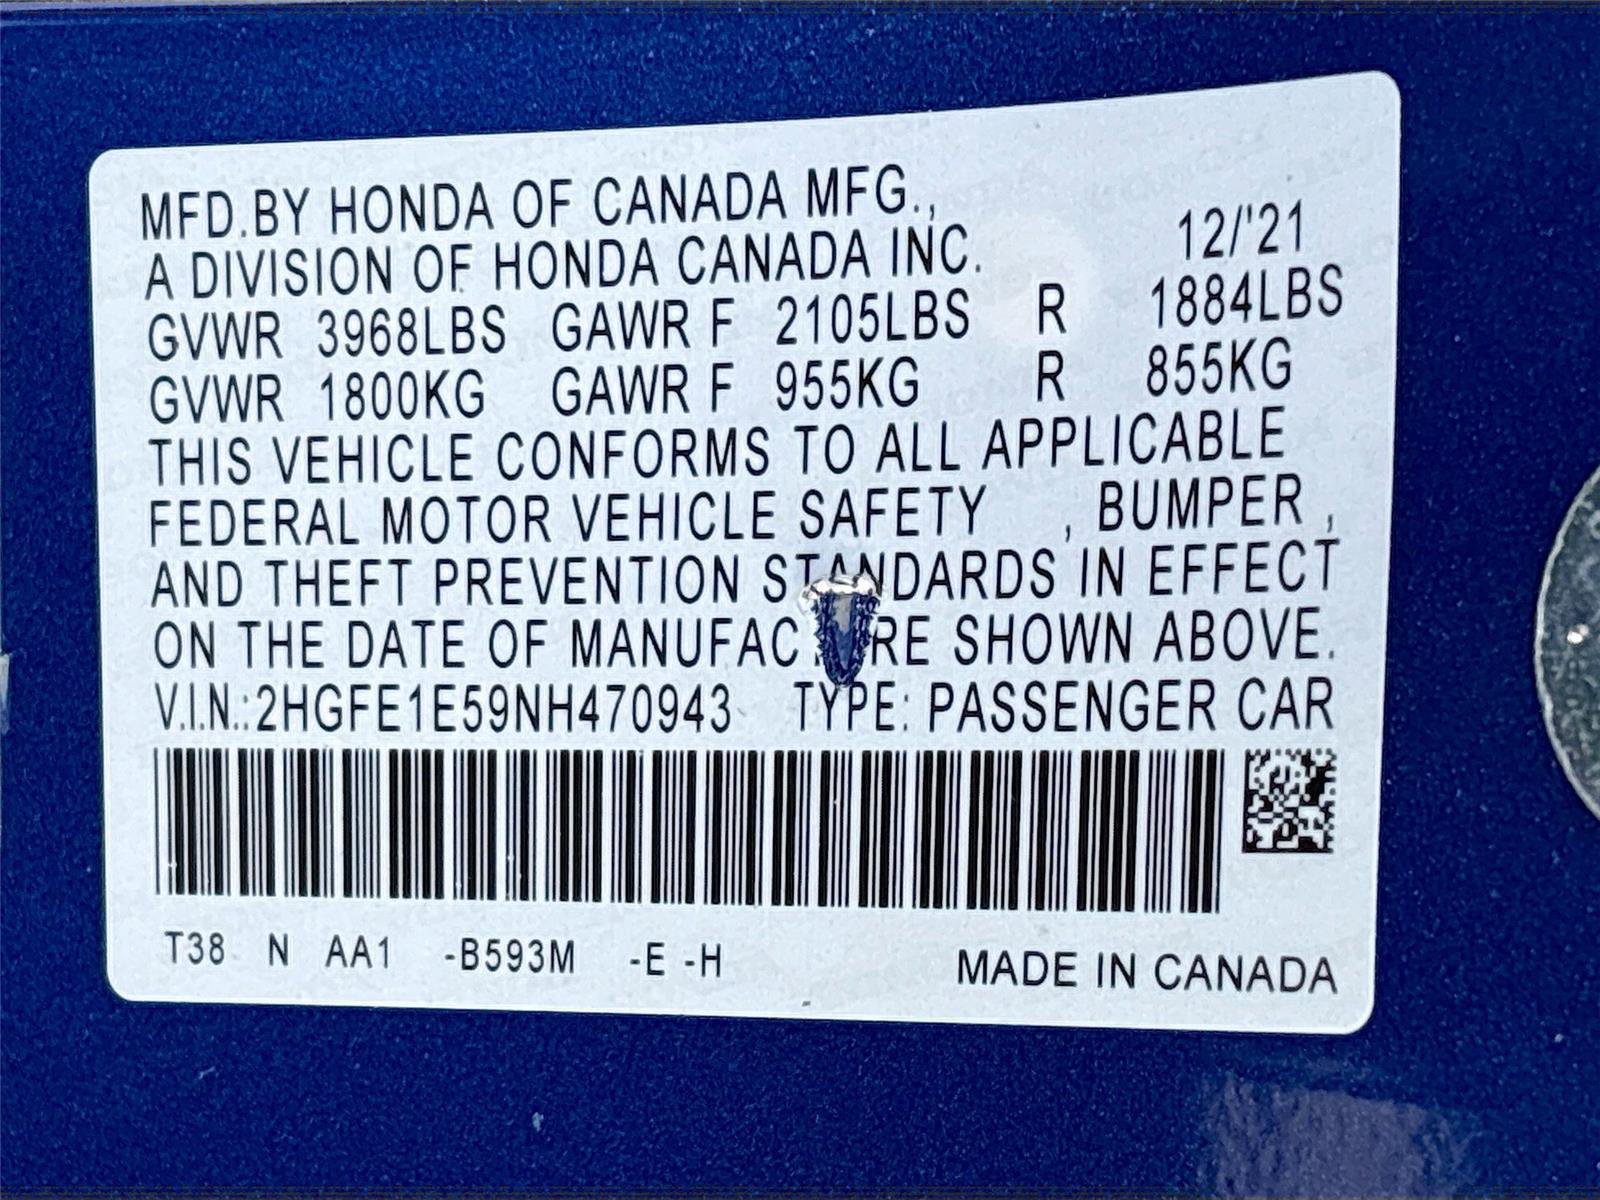 MFD.BY HONDA OF CANADA MFG.,
A DIVISION OF HONDA CANADA INC. 12/'21
GVWR 3968LBS GAWR F 2105LBS R 1884LBS
GVWR 1800KG GAWR F 955KG R 855KG
THIS VEHICLE CONFORMS TO ALL APPLICABLE
FEDERAL MOTOR VEHICLE SAFETY , BUMPER ,
AND THEFT PREVENTION STANDARDS IN EFFECT
ON THE DATE OF SHOWN ABOVE.
V.I.N.:2HGFE1E59NH470943 TYPE: PASSENGER CAR
T38 N AA1 -B593M -E -H MADE IN CANADA